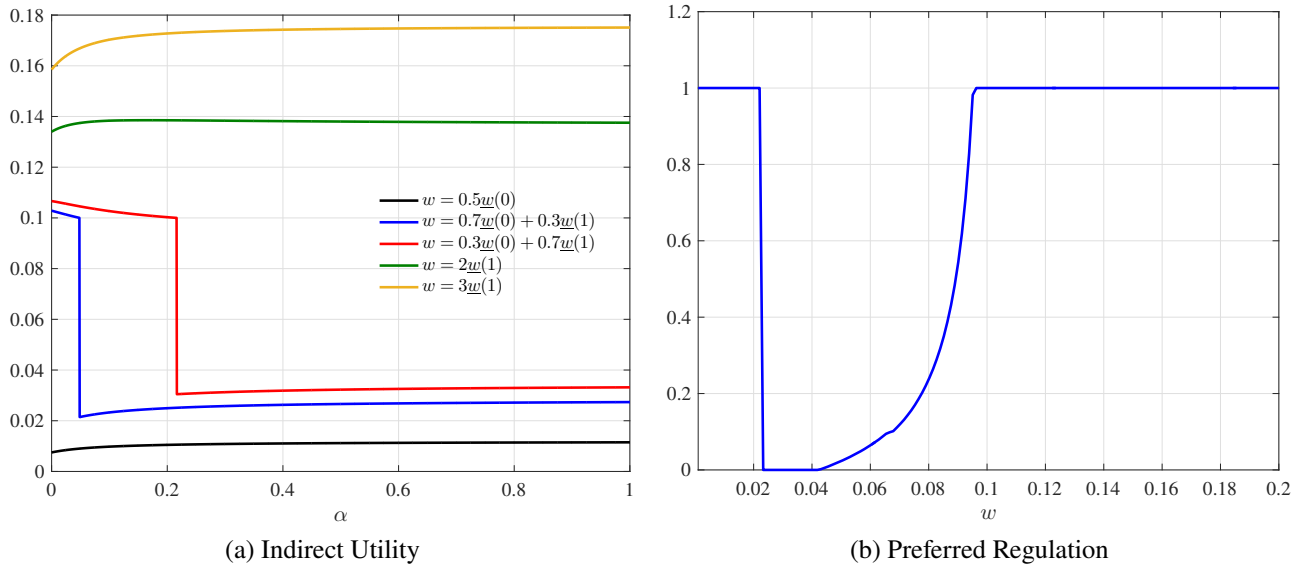 0.18
0.16
0.14
0.12
0.1
0.08
0.06
0.04
0.02
0
0 0.2 0.4 0.6 0.8 1
α
w = 0.5w(0)
w = 0.7w(0) + 0.3w(1)
w = 0.3w(0) + 0.7w(1)
w = 2w(1)
w = 3w(1)
(a) Indirect Utility
1.2
1
0.8
0.6
0.4
0.2
0
0.02 0.04 0.06 0.08 0.1 0.12 0.14 0.16 0.18 0.2
w
(b) Preferred Regulation